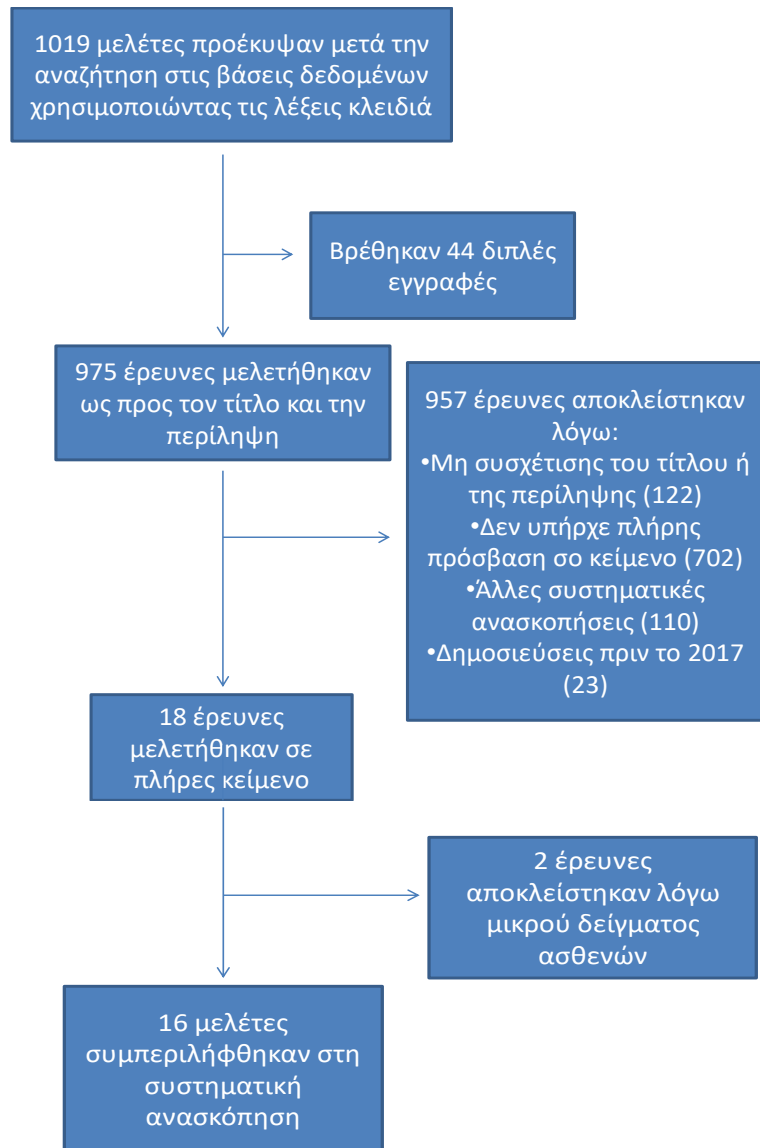 1019 μελέτες προέκυψαν μετά την
αναζήτηση στις βάσεις δεδομένων
χρησιμοποιώντας τις λέξεις κλειδιά
Βρέθηκαν 44 διπλές
εγγραφές
975 έρευνες μελετήθηκαν
ως προς τον τίτλο και την
περίληψη
957 έρευνες αποκλείστηκαν
λόγω:
•Μη συσχέτισης του τίτλου ή
της περίληψης (122)
•Δεν υπήρχε πλήρης
πρόσβαση σο κείμενο (702)
•Άλλες συστηματικές
ανασκοπήσεις (110)
•Δημοσιεύσεις πριν το 2017
(23)
18 έρευνες
μελετήθηκαν σε
πλήρες κείμενο
2 έρευνες
αποκλείστηκαν λόγω
μικρού δείγματος
ασθενών
16 μελέτες
συμπεριλήφθηκαν στη
συστηματική
ανασκόπηση